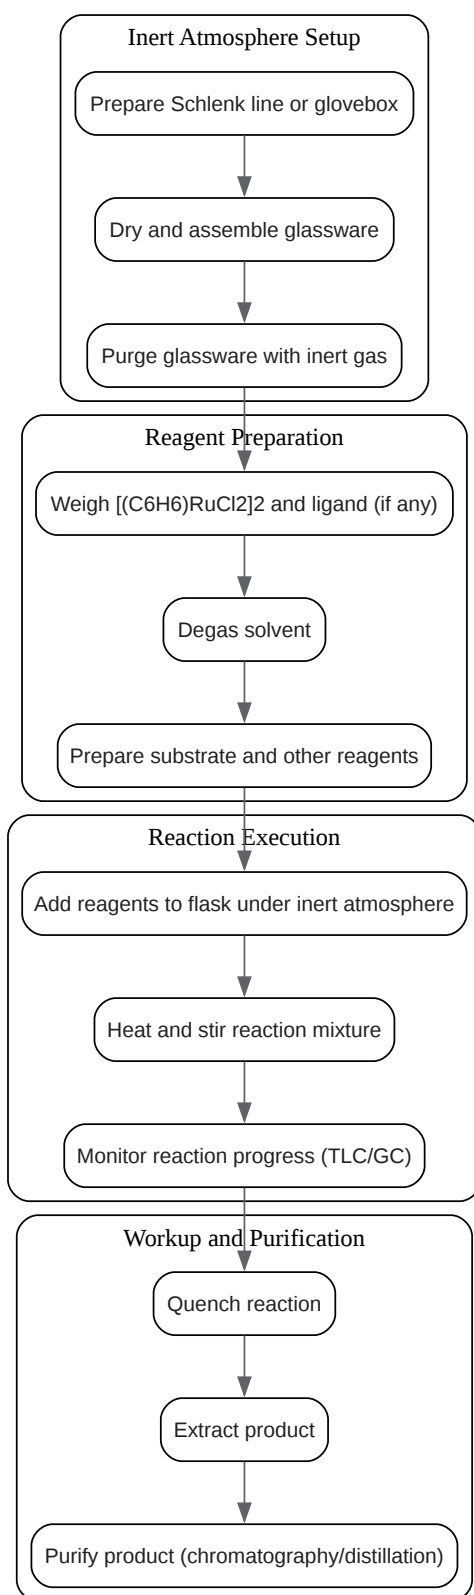 Inert Atmosphere Setup
Prepare Schlenk line or glovebox
Dry and assemble glassware
Purge glassware with inert gas
Reagent Preparation
Weigh [(C6H6)RuCl2]2 and ligand (if any)
Degas solvent
Prepare substrate and other reagents
Reaction Execution
Add reagents to flask under inert atmosphere
Heat and stir reaction mixture
Monitor reaction progress (TLC/GC)
Workup and Purification
Quench reaction
Extract product
Purify product (chromatography/distillation)